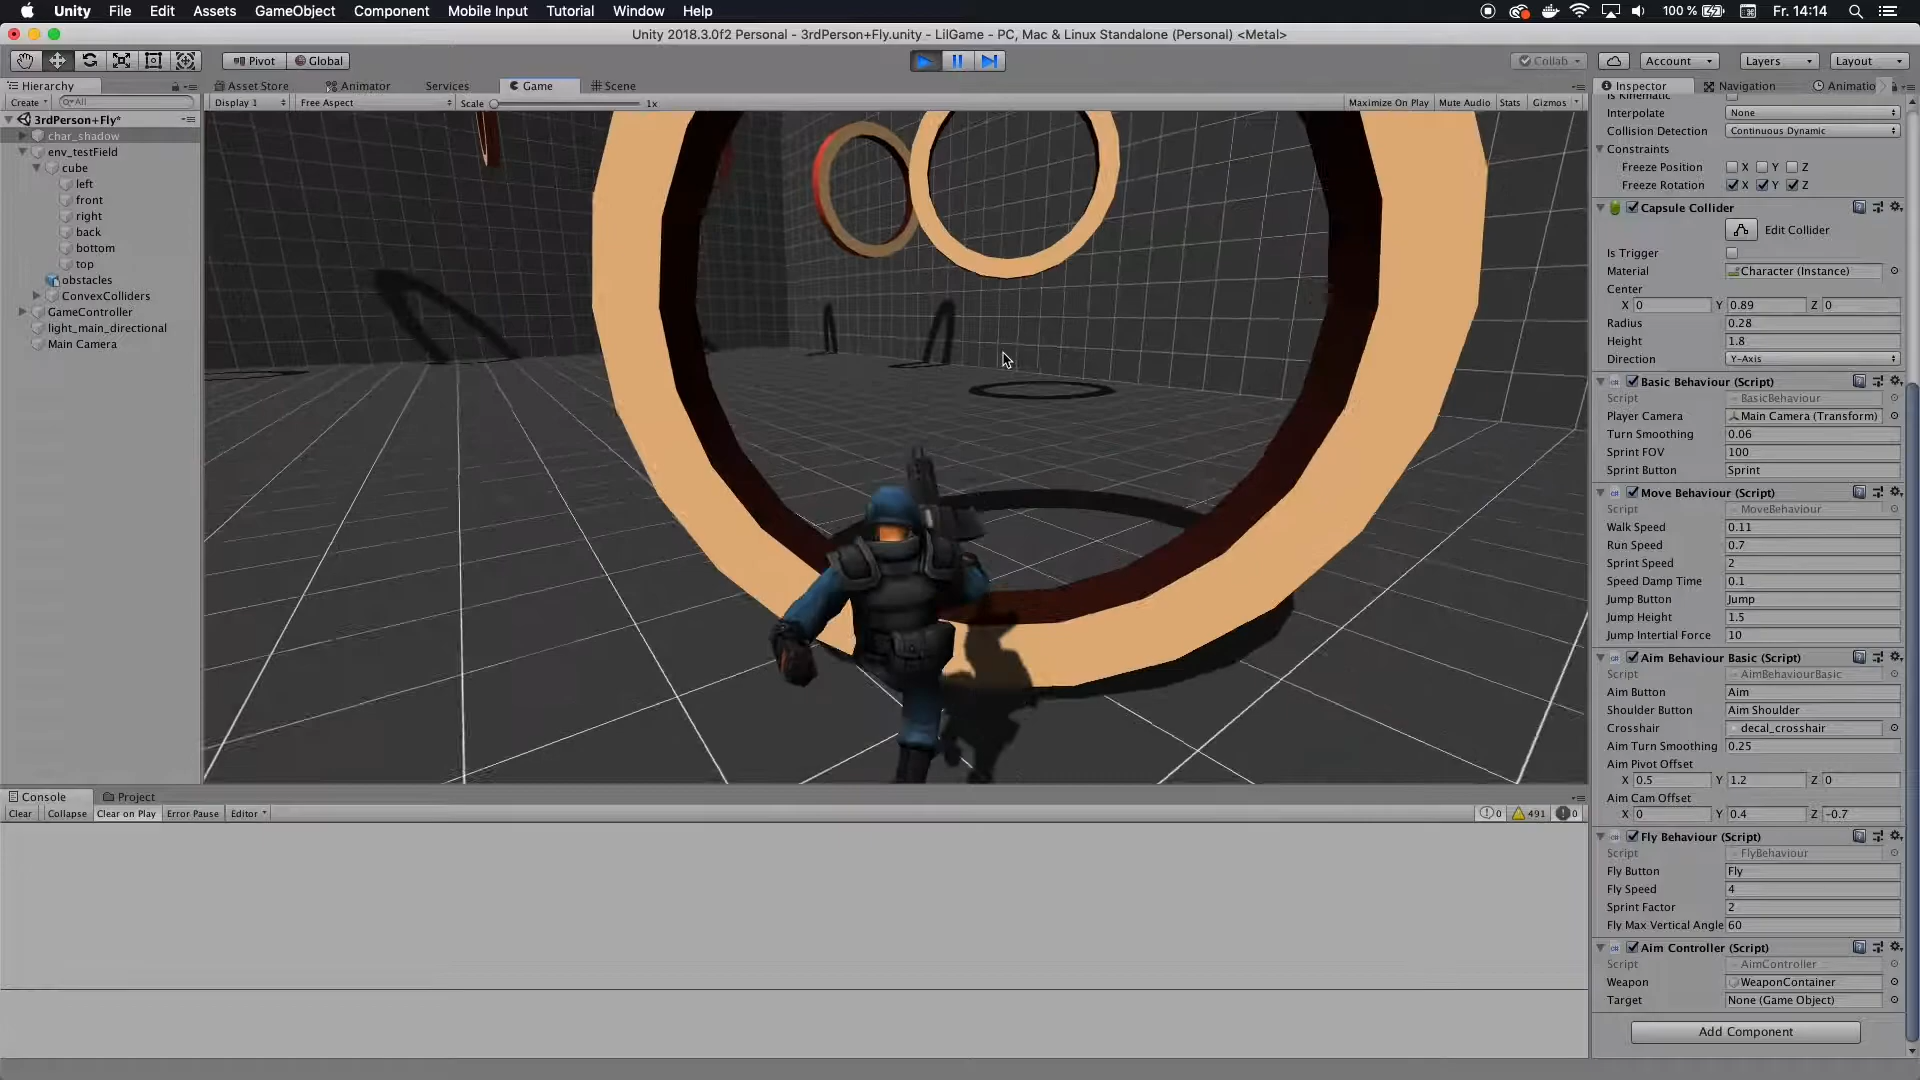 Unity File Edit Assets GameObject Component Mobile Input Tutorial Window Help 100 % Fr. 14:14
Unity 2018.3.0f2 Personal - 3rdPerson+Fly.unity - LilGame - PC, Mac & Linux Standalone (Personal) <Metal>
Pivot Global Collab Account Layers Layout
Hierarchy Asset Store Animator Services Game Scene Inspector Navigation Animatio
Create All Display 1 Free Aspect Scale 1x Maximize On Play Mute Audio Stats Gizmos
3rdPerson+Fly*
char_shadow
env_testField
cube
left
front
right
back
bottom
top
obstacles
ConvexColliders
GameController
light_main_directional
Main Camera
Is Kinematic
Interpolate None
Collision Detection Continuous Dynamic
Constraints
Freeze Position X Y Z
Freeze Rotation X Y Z
Capsule Collider
Edit Collider
Is Trigger
Material Character (Instance)
Center
X 0 Y 0.89 Z 0
Radius 0.28
Height 1.8
Direction Y-Axis
Basic Behaviour (Script)
Script BasicBehaviour
Player Camera Main Camera (Transform)
Turn Smoothing 0.06
Sprint FOV 100
Sprint Button Sprint
Move Behaviour (Script)
Script MoveBehaviour
Walk Speed 0.11
Run Speed 0.7
Sprint Speed 2
Speed Damp Time 0.1
Jump Button Jump
Jump Height 1.5
Jump Intertial Force 10
Aim Behaviour Basic (Script)
Script AimBehaviourBasic
Aim Button Aim
Shoulder Button Aim Shoulder
Crosshair decal_crosshair
Aim Turn Smoothing 0.25
Aim Pivot Offset
X 0.5 Y 1.2 Z 0
Aim Cam Offset
X 0 Y 0.4 Z -0.7
Fly Behaviour (Script)
Script FlyBehaviour
Fly Button Fly
Fly Speed 4
Sprint Factor 2
Fly Max Vertical Angle 60
Aim Controller (Script)
Script AimController
Weapon WeaponContainer
Target None (Game Object)
Add Component
Console Project
Clear Collapse Clear on Play Error Pause Editor 0 491 0